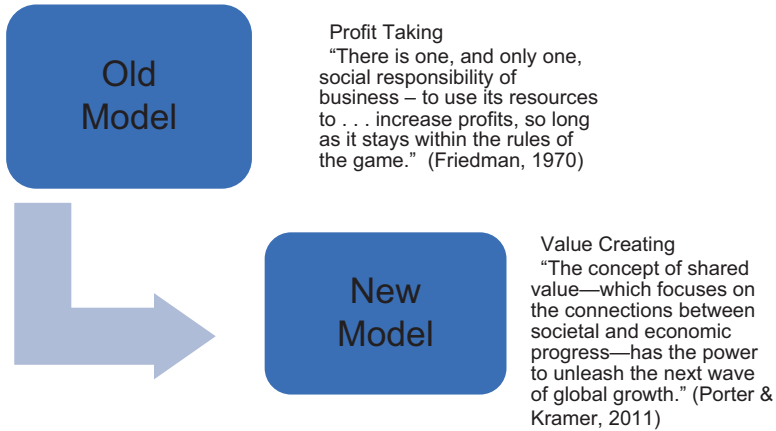 Old
Model
Profit Taking
“There is one, and only one,
social responsibility of
business – to use its resources
to . . . increase profits, so long
as it stays within the rules of
the game.” (Friedman, 1970)
New
Model
Value Creating
“The concept of shared
value—which focuses on
the connections between
societal and economic
progress—has the power
to unleash the next wave
of global growth.” (Porter &
Kramer, 2011)